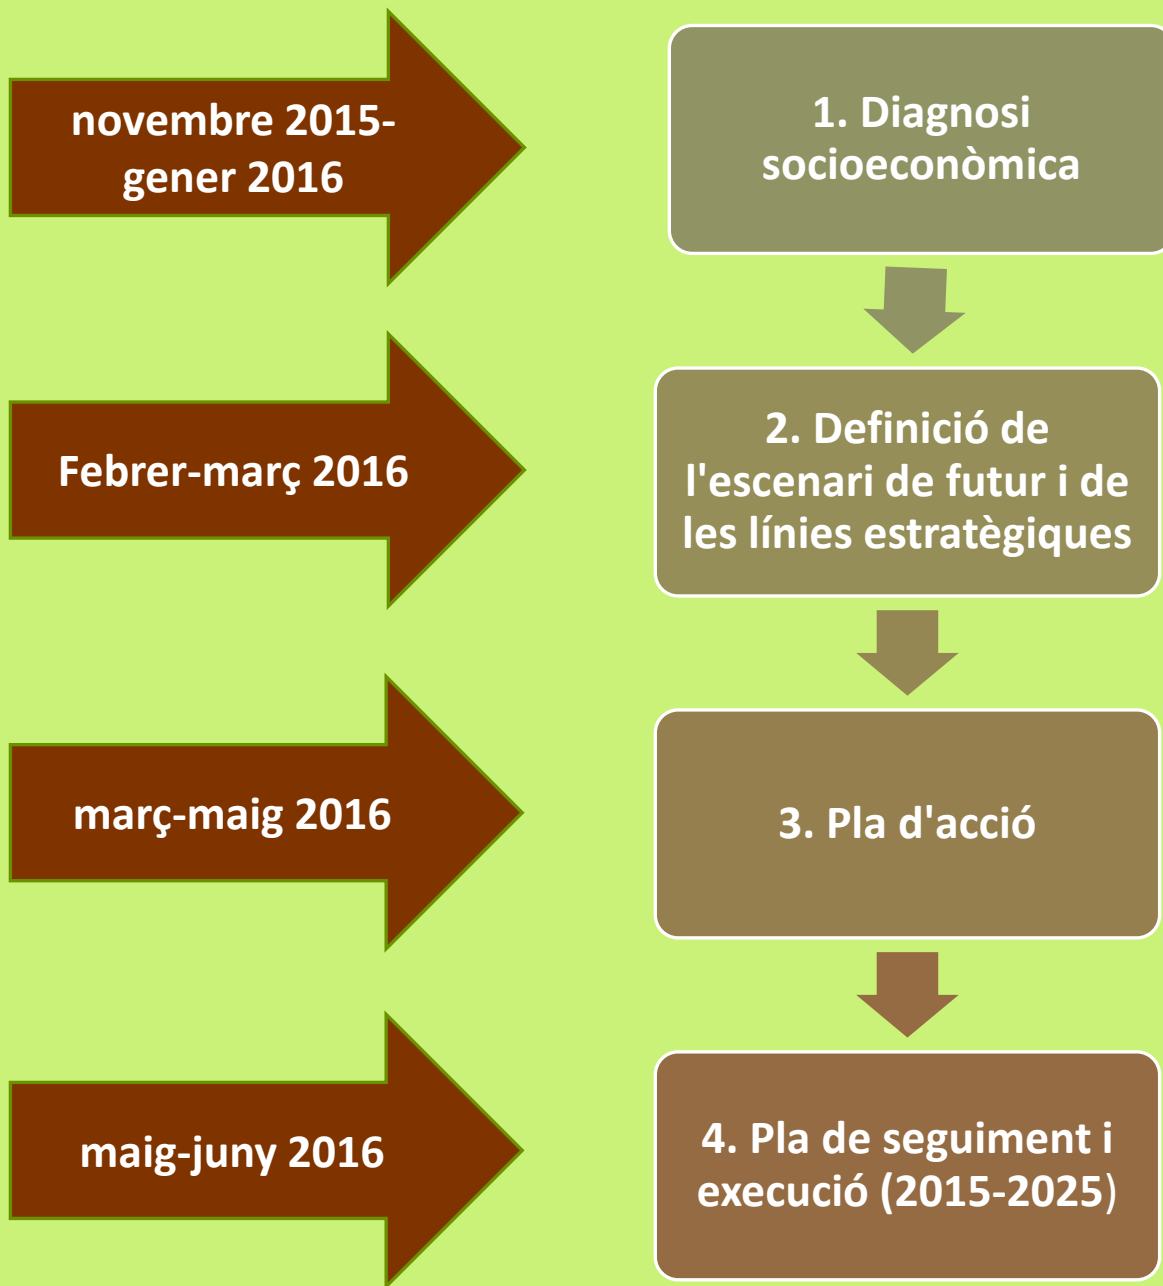 novembre 2015-
gener 2016
1. Diagnosi
socioeconòmica
Febrer-març 2016
2. Definició de
l'escenari de futur i de
les línies estratègiques
març-maig 2016
3. Pla d'acció
maig-juny 2016
4. Pla de seguiment i
execució (2015-2025)